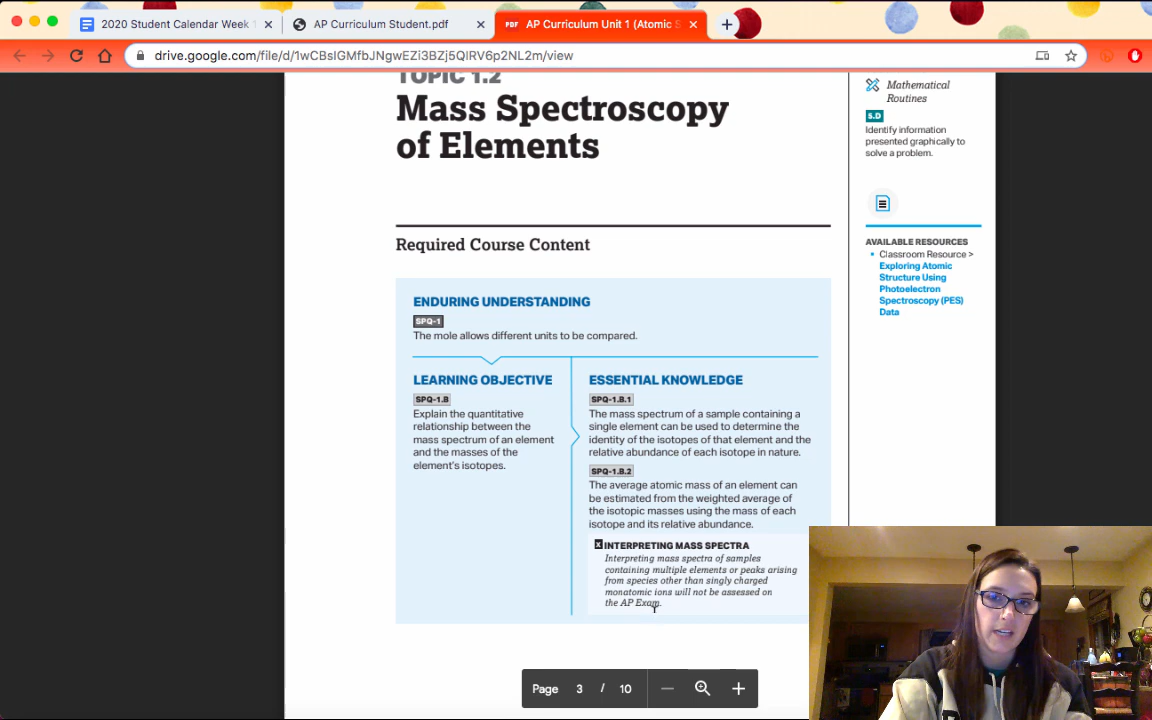 2020 Student Calendar Week
AP Curriculum Student.pdf
PDF AP Curriculum Unit 1 (Atomic S
drive.google.com/file/d/1wCBsIGMfbJNgwEZi3BZj5QlRV6p2NL2m/view
TOPIC 1.2
Mass Spectroscopy
of Elements
Mathematical
Routines
5.D
Identify information
presented graphically to
solve a problem.
AVAILABLE RESOURCES
• Classroom Resource >
Exploring Atomic
Structure Using
Photoelectron
Spectroscopy (PES)
Data
Required Course Content
ENDURING UNDERSTANDING
SPQ-1
The mole allows different units to be compared.
LEARNING OBJECTIVE
SPQ-1.B
Explain the quantitative
relationship between the
mass spectrum of an element
and the masses of the
element's isotopes.
ESSENTIAL KNOWLEDGE
SPQ-1.B.1
The mass spectrum of a sample containing a
single element can be used to determine the
identity of the isotopes of that element and the
relative abundance of each isotope in nature.
SPQ-1.B.2
The average atomic mass of an element can
be estimated from the weighted average of
the isotopic masses using the mass of each
isotope and its relative abundance.
X INTERPRETING MASS SPECTRA
Interpreting mass spectra of samples
containing multiple elements or peaks arising
from species other than singly charged
monatomic ions will not be assessed on
the AP Exam.
Page 3 / 10